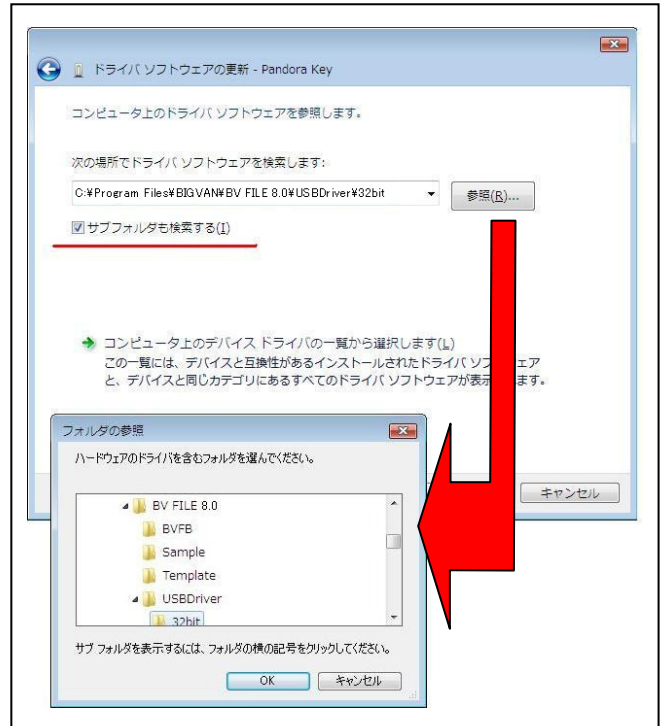 ドライバ ソフトウェアの更新 - Pandora Key
コンピュータ上のドライバ ソフトウェアを参照します。
次の場所でドライバ ソフトウェアを検索します:
C:¥Program Files¥BIGVAN¥BV FILE 8.0¥USBDriver¥32bit
参照(R)...
サブフォルダも検索する(I)
コンピュータ上のデバイス ドライバの一覧から選択します(L)
この一覧には、デバイスと互換性があるインストールされたドライバ ソフ ェア
と、デバイスと同じカテゴリにあるすべてのドライバ ソフトウェアが表示 ます。
キャンセル
フォルダの参照
ハードウェアのドライバを含むフォルダを選んでください。
BV FILE 8.0
BVFB
Sample
Template
USBDriver
32bit
サブ フォルダを表示するには、フォルダの横の記号をクリックしてください。
OK
キャンセル